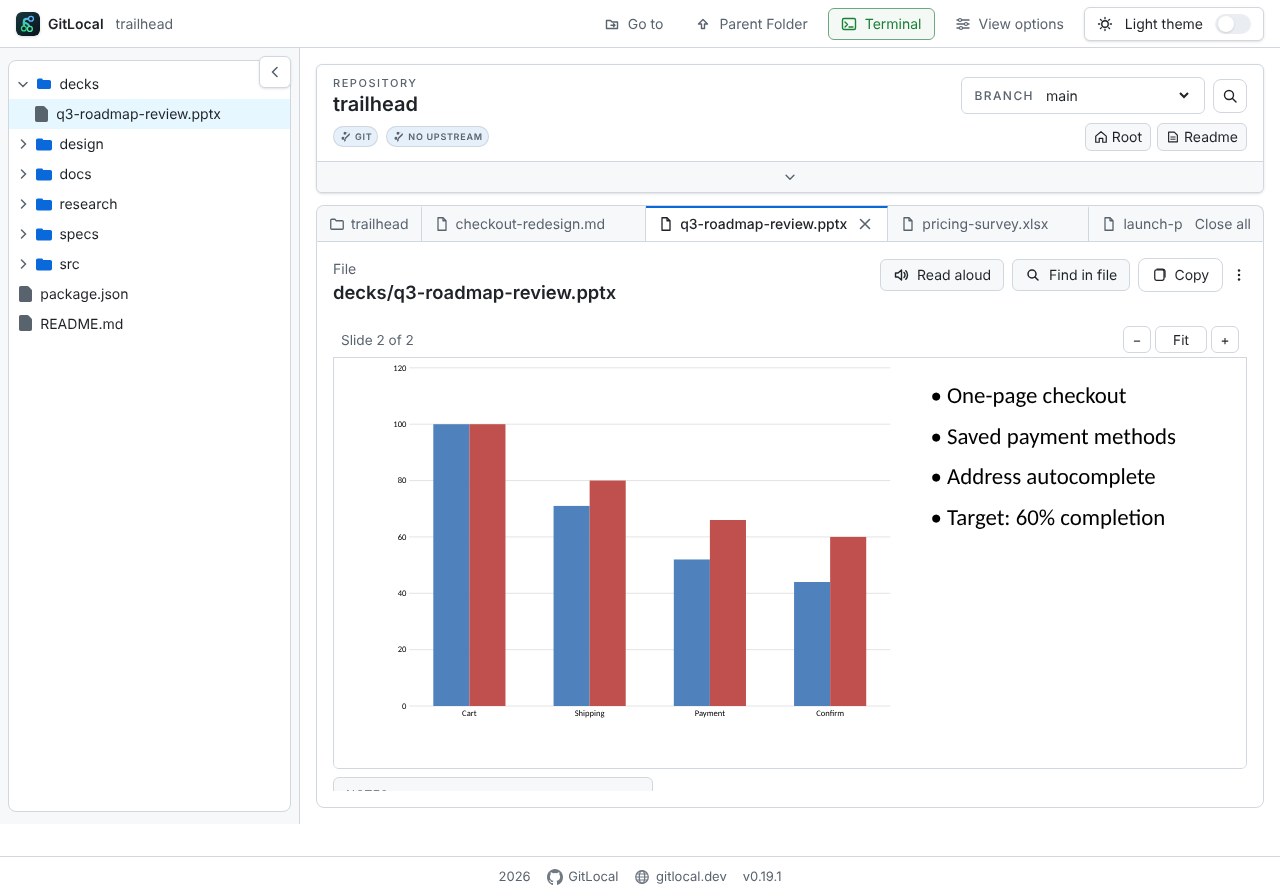 GitLocal trailhead
Go to
Parent Folder
Terminal
View options
Light theme
decks
q3-roadmap-review.pptx
design
docs
research
specs
src
package.json
README.md
REPOSITORY
trailhead
GIT
NO UPSTREAM
BRANCH main
Root
Readme
trailhead
checkout-redesign.md
q3-roadmap-review.pptx
pricing-survey.xlsx
launch-p
Close all
File
decks/q3-roadmap-review.pptx
Read aloud
Find in file
Copy
Slide 2 of 2
Fit
120
100
80
60
40
20
0
Cart
Shipping
Payment
Confirm
• One-page checkout
• Saved payment methods
• Address autocomplete
• Target: 60% completion
2026
GitLocal
gitlocal.dev
v0.19.1